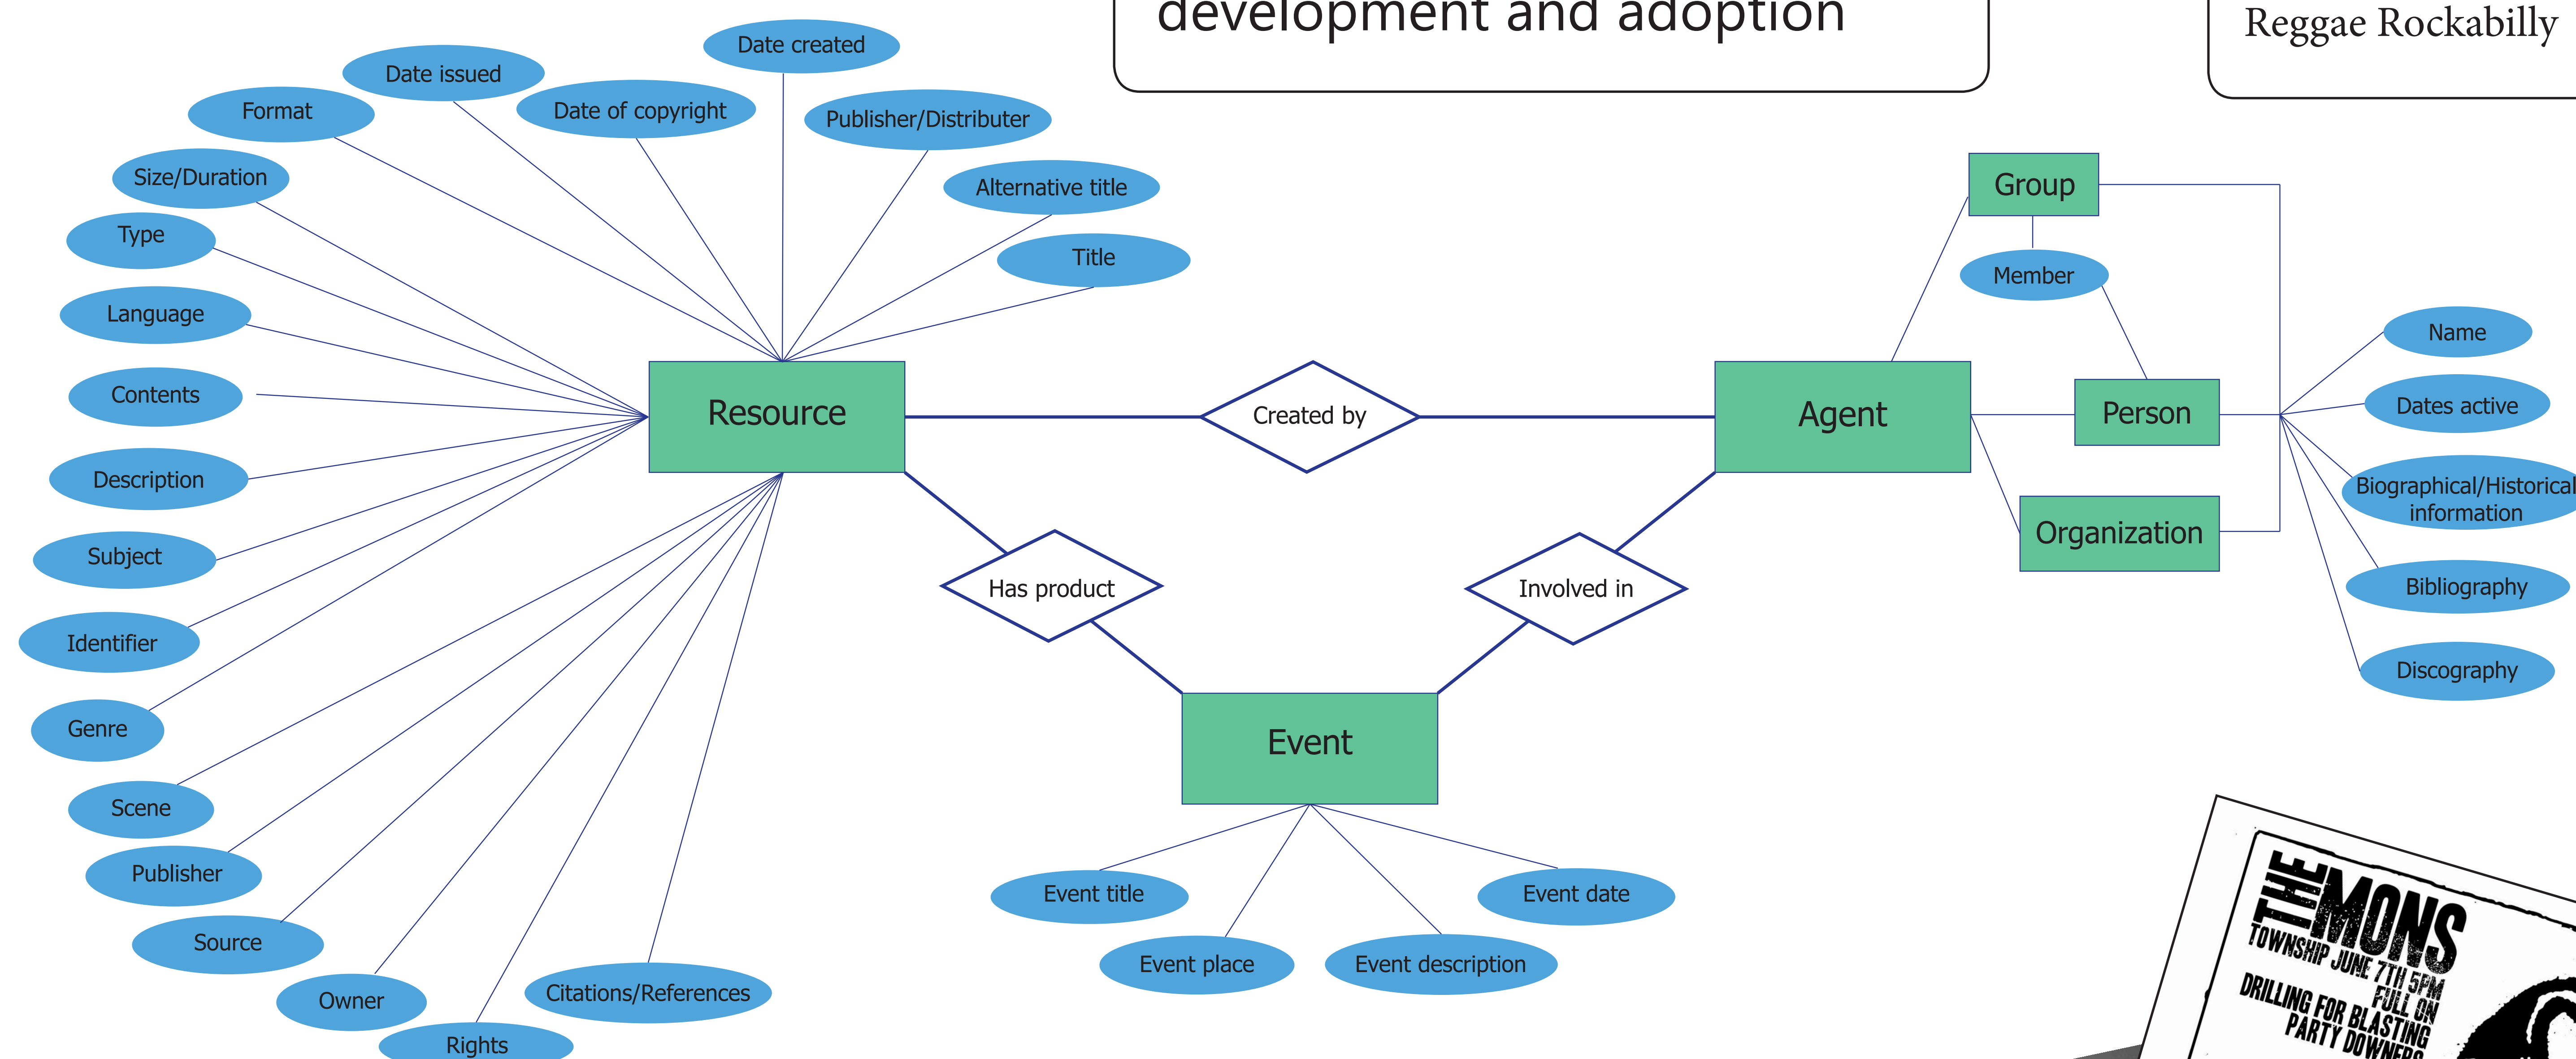 development and adoption
Reggae Rockabilly
Date created
Date issued
Date of copyright
Format
Publisher/Distributer
Size/Duration
Alternative title
Type
Title
Language
Contents
Description
Subject
Identifier
Genre
Scene
Publisher
Source
Owner
Rights
Citations/References
Resource
Created by
Agent
Has product
Involved in
Event
Event title
Event place
Event description
Event date
Group
Member
Person
Organization
Name
Dates active
Biographical/Historical
information
Bibliography
Discography
THE MONS
TOWNSHIP JUNE 7TH 5PM
FULL ON
DRILLING FOR BLASTING
PARTY DOWNERS